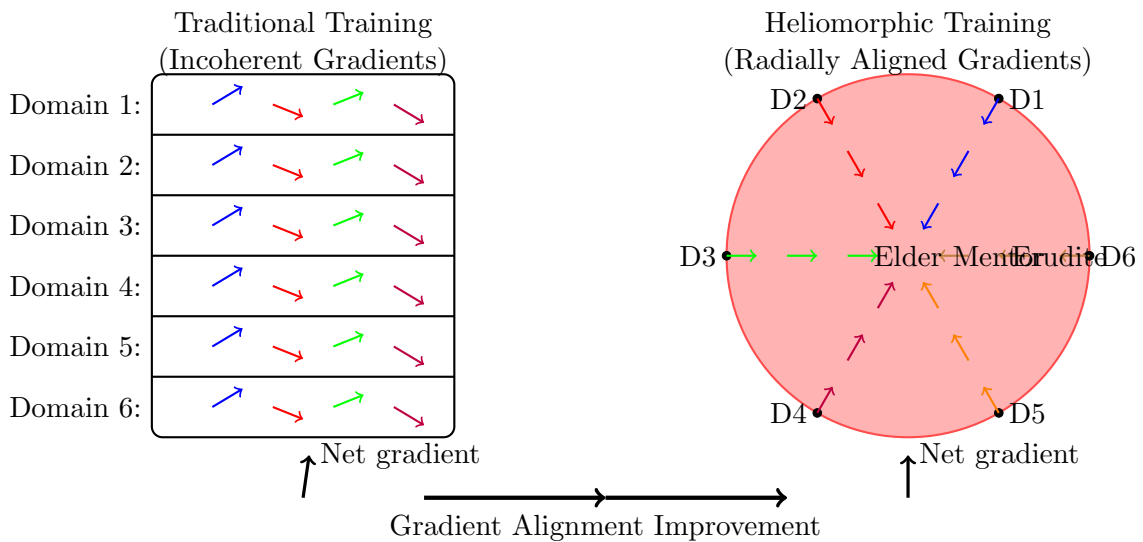 Traditional Training
(Incoherent Gradients)
Domain 1:
Domain 2:
Domain 3:
Domain 4:
Domain 5:
Domain 6:
Net gradient
Heliomorphic Training
(Radially Aligned Gradients)
D2
D1
D3
Elder
Mentor
Erudite
D6
D4
D5
Net gradient
Gradient Alignment Improvement